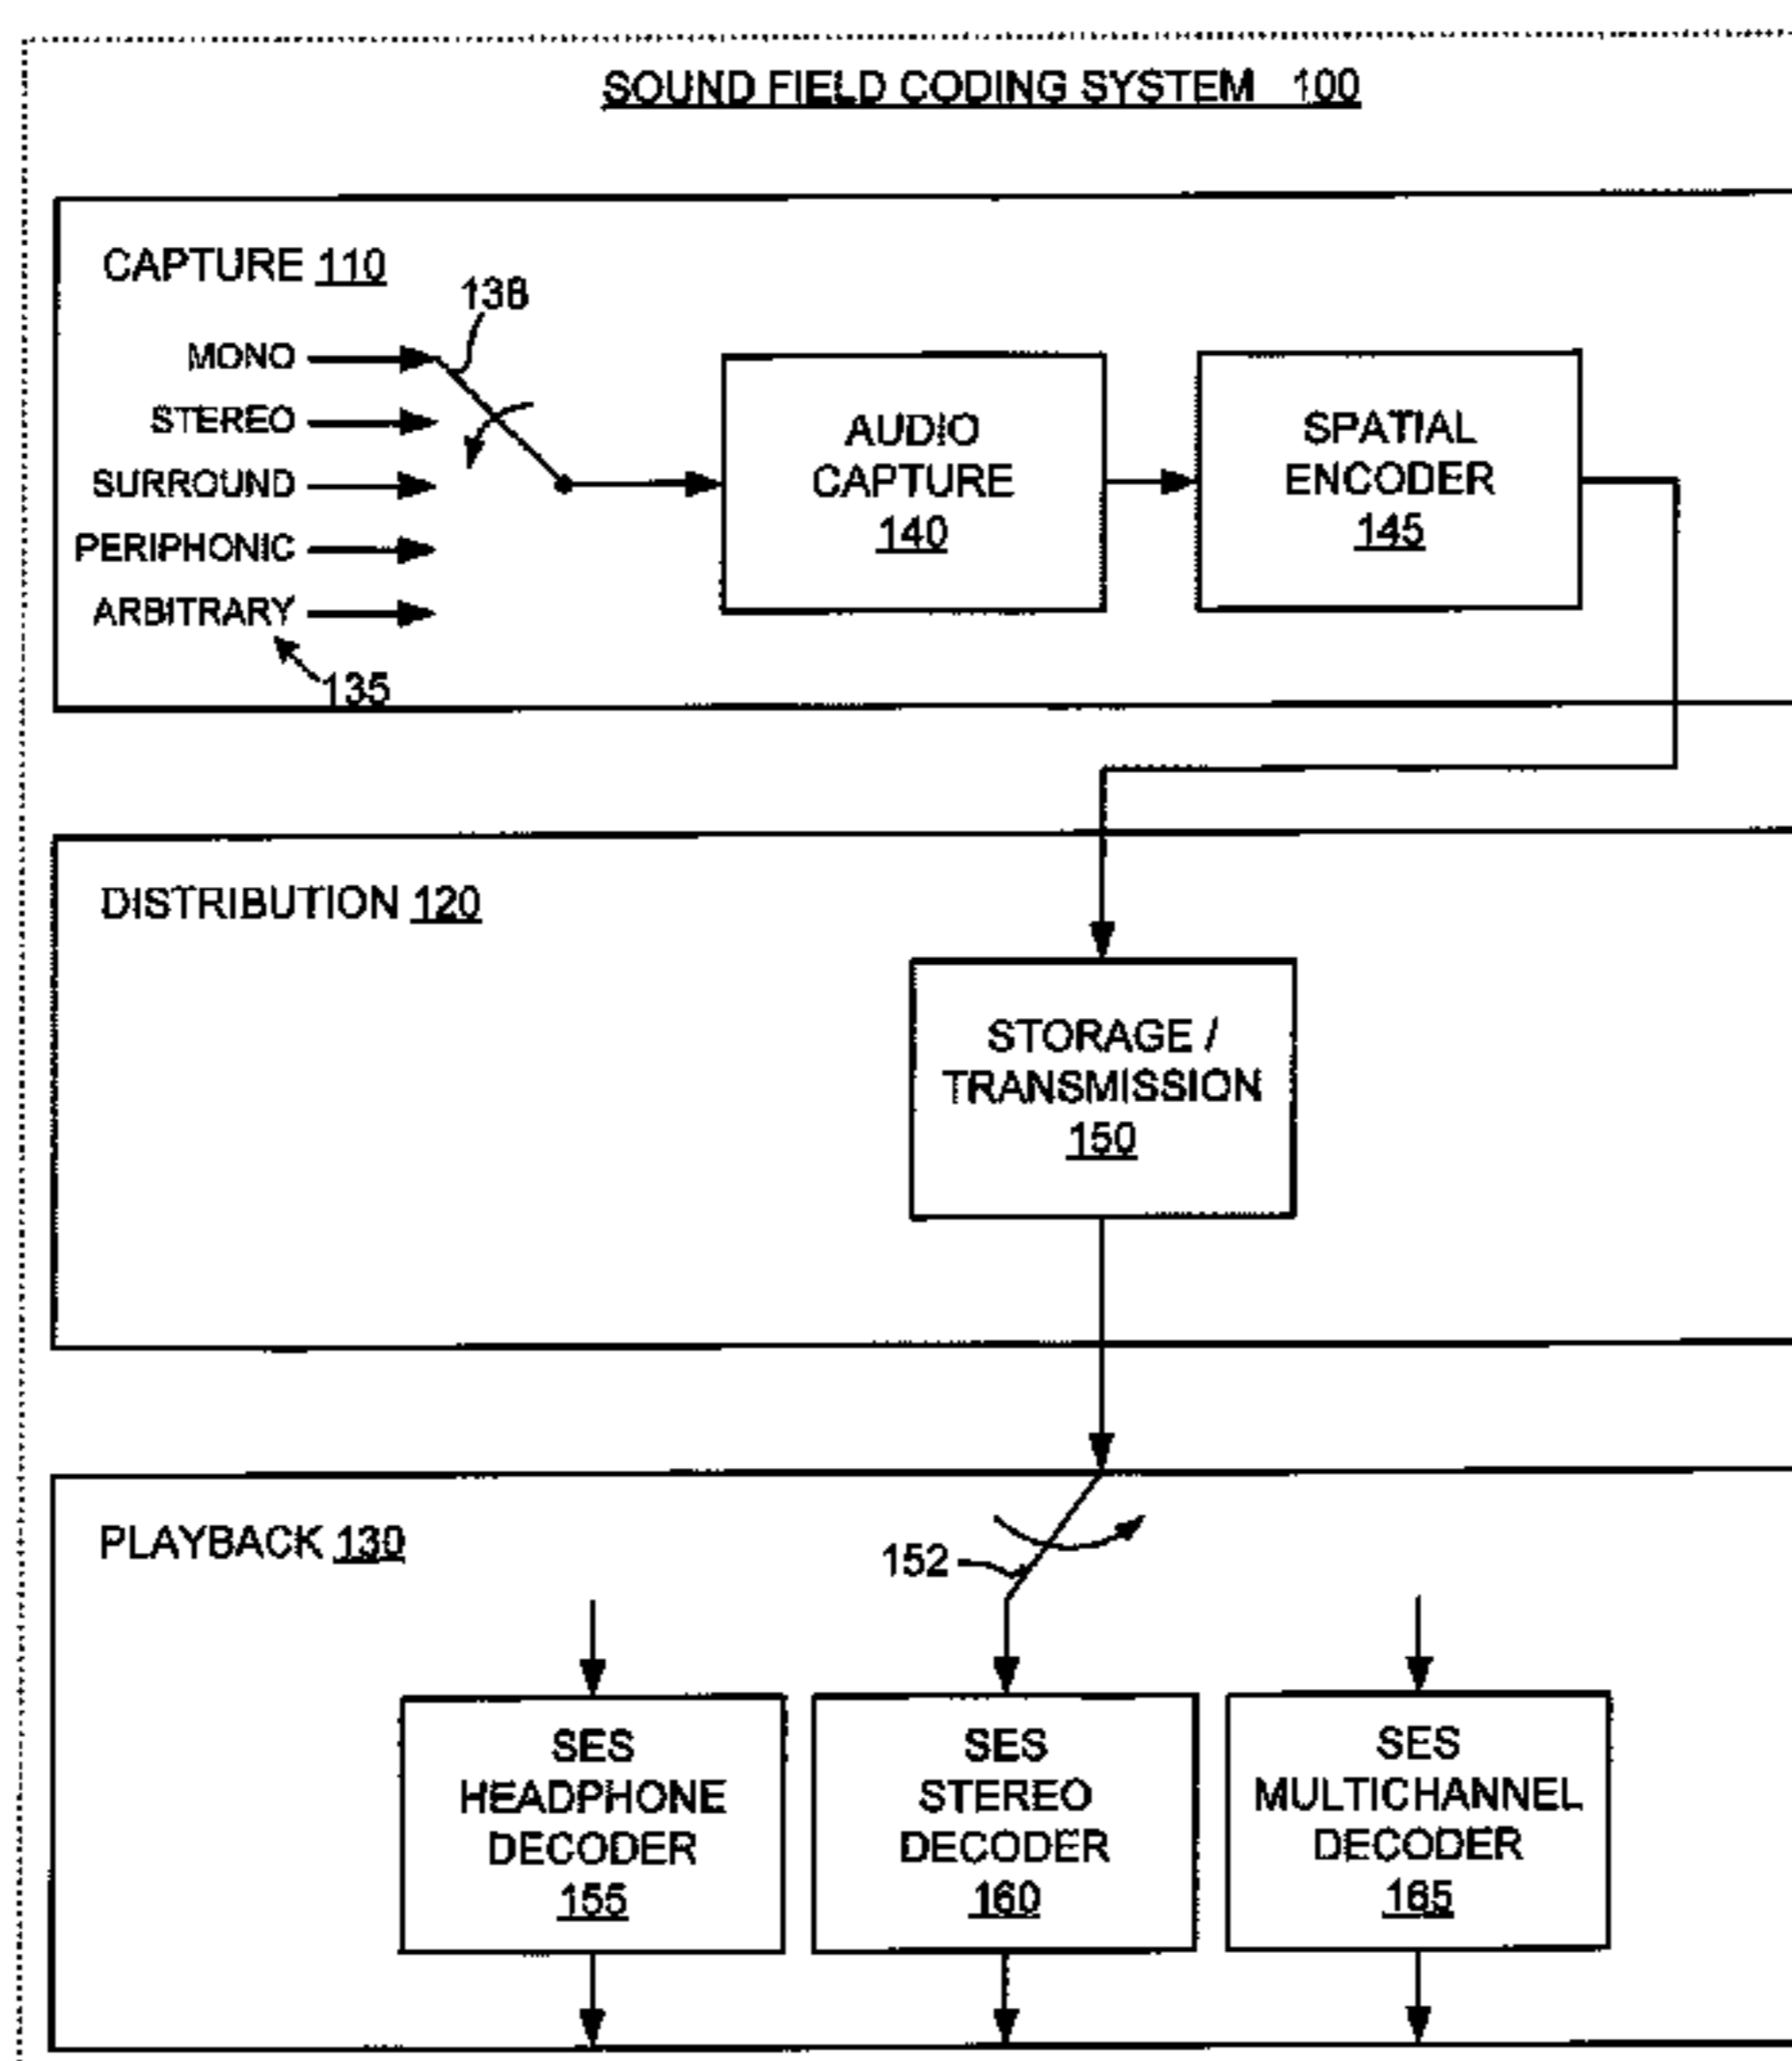 SOUND FIELD CODING SYSTEM 100
CAPTURE 110
138
MONO
STEREO
SURROUND
PERIPHONIC
ARBITRARY
135
AUDIO
CAPTURE
140
SPATIAL
ENCODER
145
DISTRIBUTION 120
STORAGE /
TRANSMISSION
150
PLAYBACK 130
152
SES
HEADPHONE
DECODER
155
SES
STEREO
DECODER
160
SES
MULTICHANNEL
DECODER
165